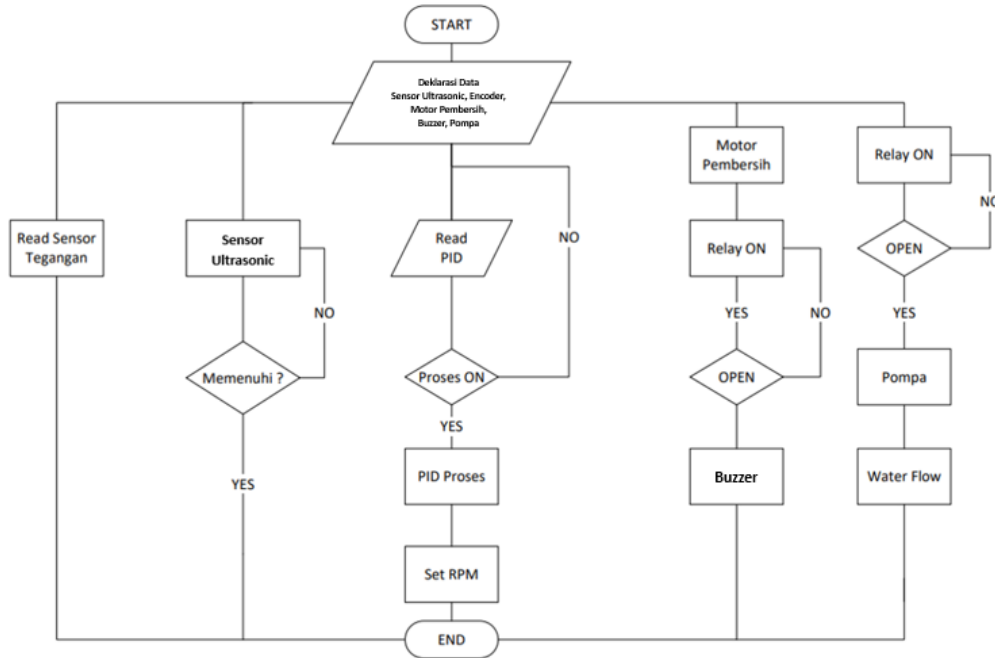 START
Deklarasi Data
Sensor Ultrasonic, Encoder,
Motor Pembersih,
Buzzer, Pompa
Read Sensor
Tegangan
Sensor
Ultrasonic
NO
Memenuhi ?
YES
Read
PID
NO
Proses ON
YES
PID Proses
Set RPM
Motor
Pembersih
Relay ON
YES
NO
OPEN
Buzzer
Relay ON
NO
OPEN
YES
Pompa
Water Flow
END